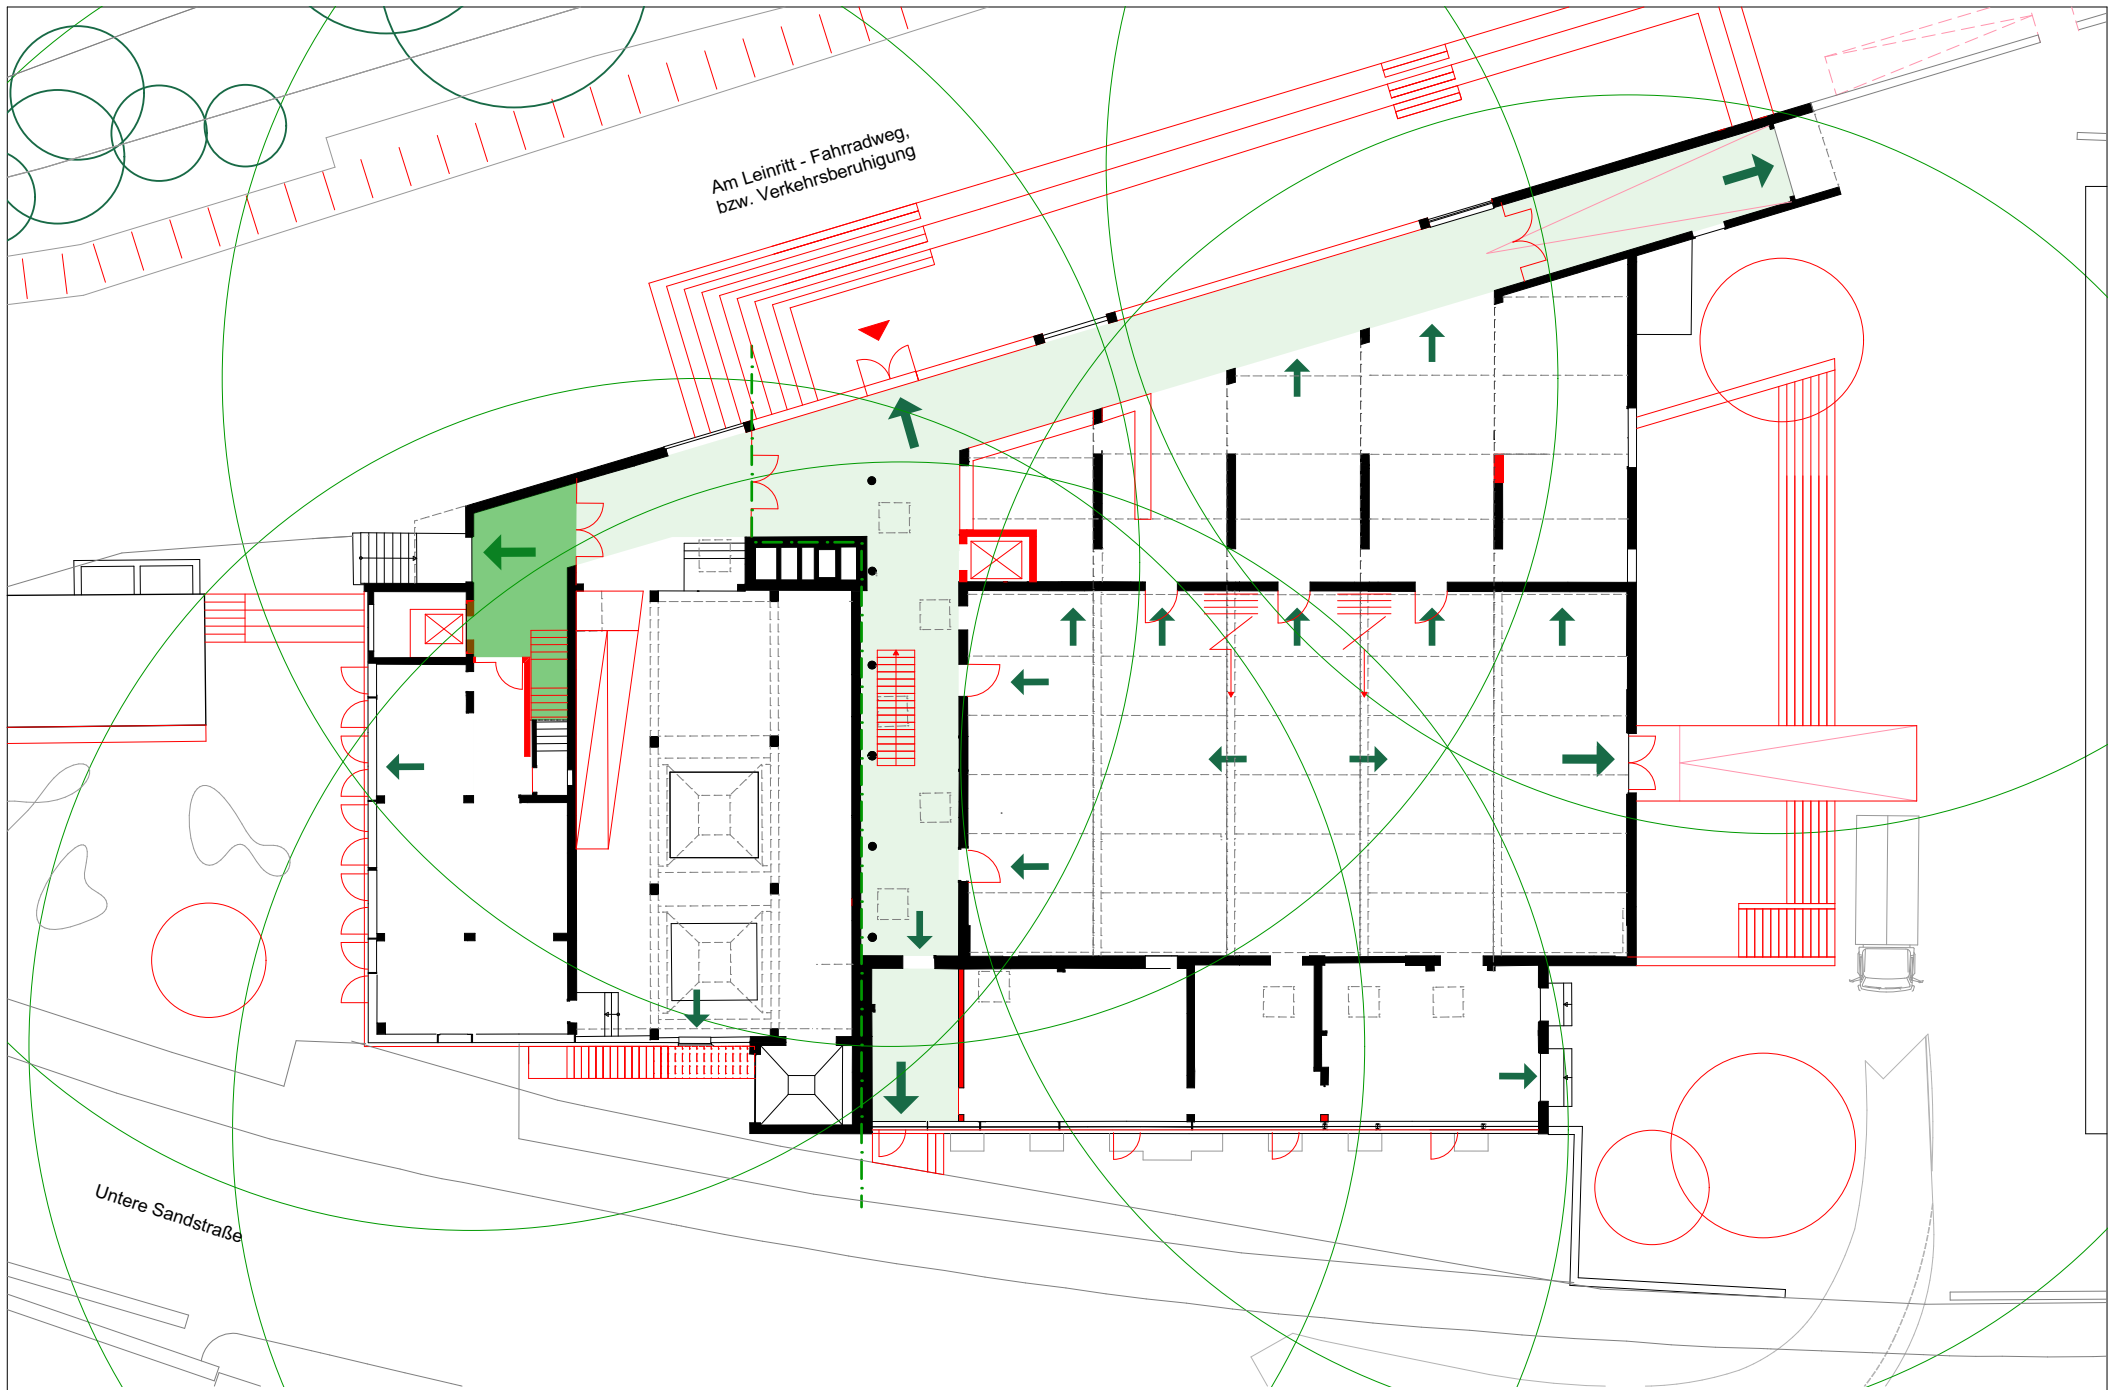 Am Leinritt - Fahrradweg,
bzw. Verkehrsberuhigung
Untere Sandstraße